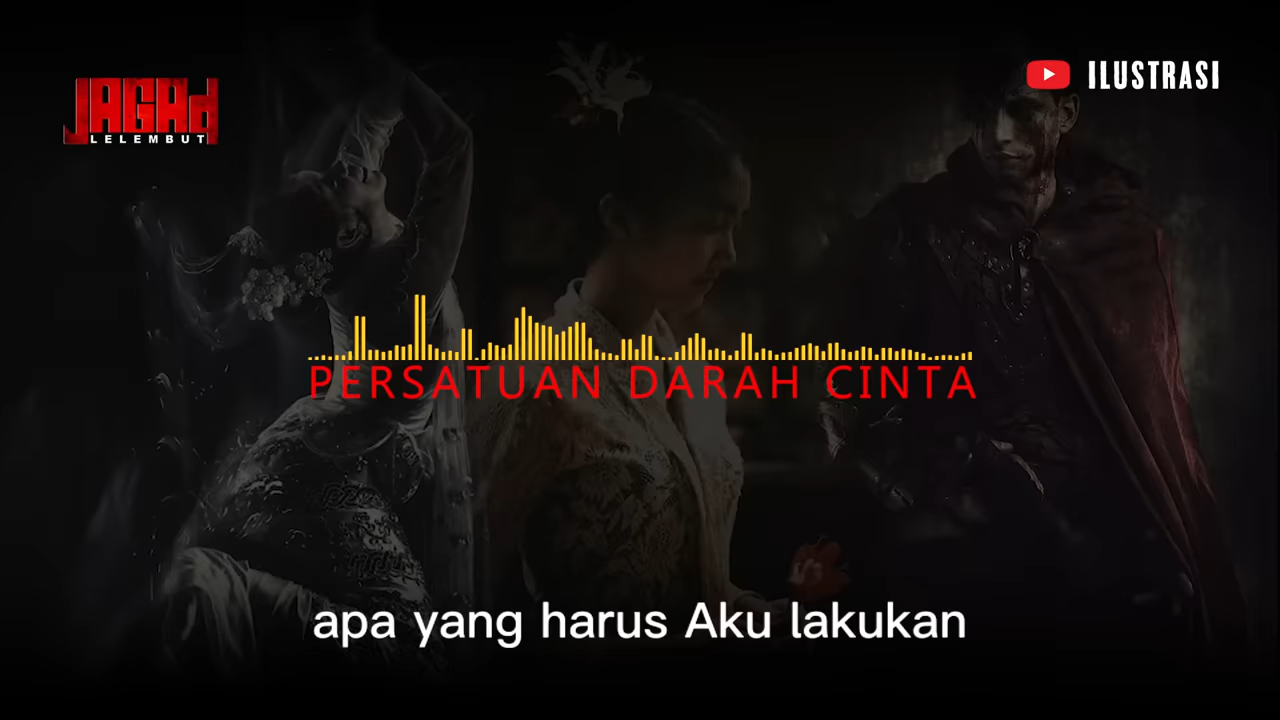 JAGAd
LELEMBUT
ILUSTRASI
PERSATUAN DARAH CINTA
apa yang harus Aku lakukan